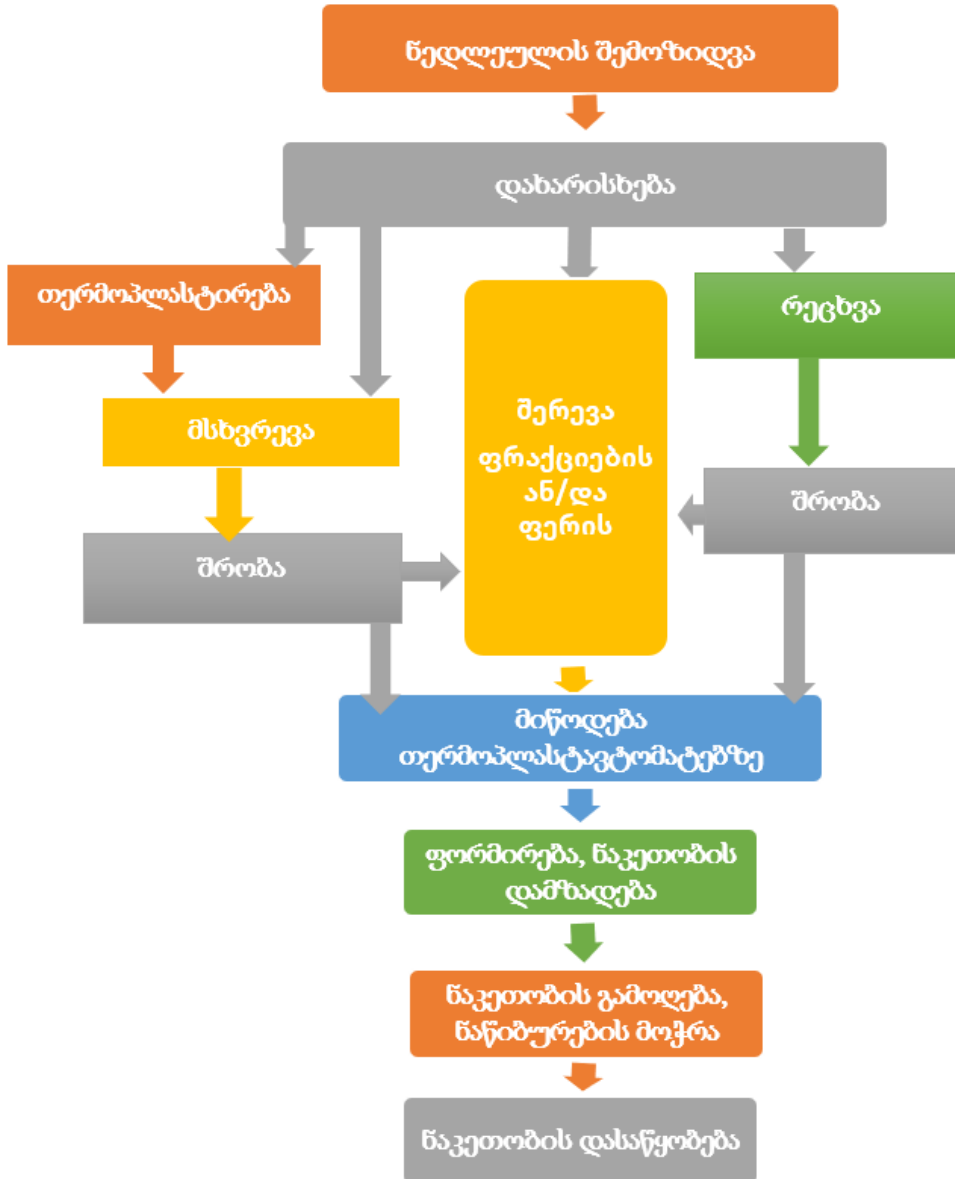 ნედლეულის შემოზიდვა
დახარისხება
თერმოპლასტირება
რეცხვა
მსხვრევა
შერევა
ფრაქციების
ან/და
ფერის
შრობა
შრობა
მიწოდება
თერმოპლასტავტომატებზე
ფორმირება, ნაკეთობის
დამზადება
ნაკეთობის გამოღება,
ნაწიბურების მოჭრა
ნაკეთობის დასაწყობება